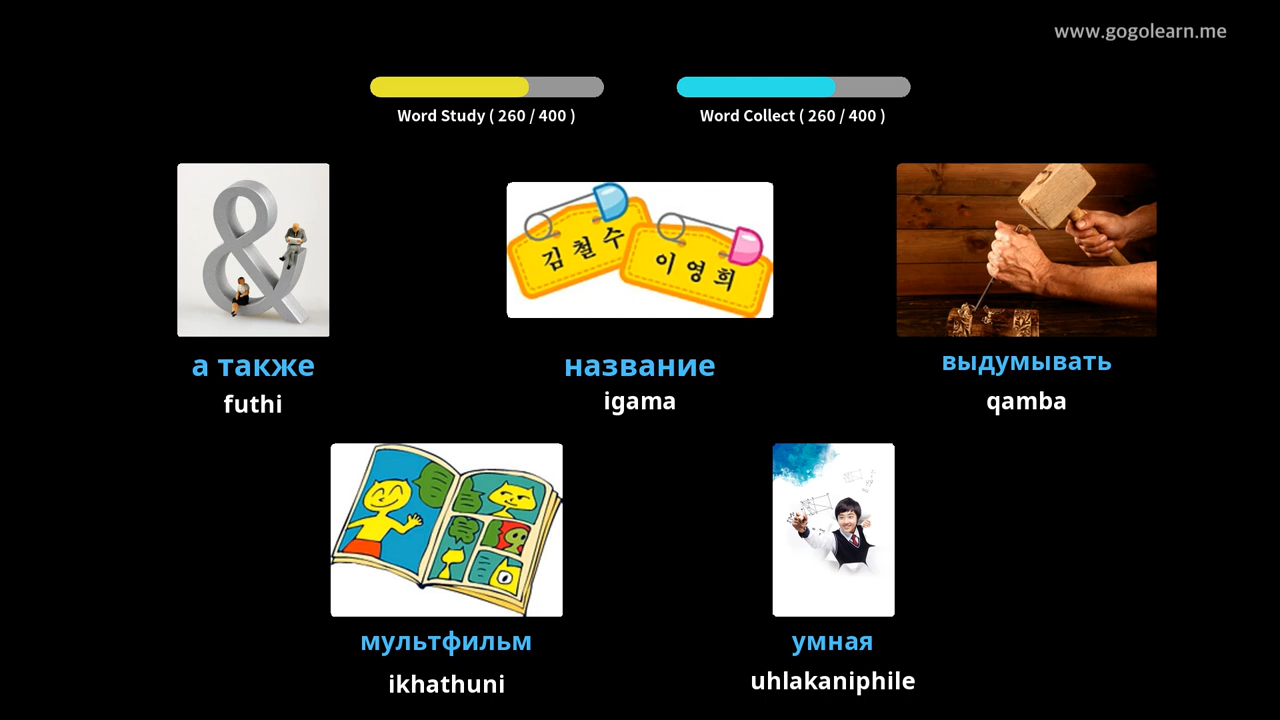 www.gogolearn.me
Word Study ( 260 / 400 )
Word Collect ( 260 / 400 )
김철수
이영희
а также
futhi
название
igama
выдумывать
qamba
мультфильм
ikhathuni
умная
uhlakaniphile